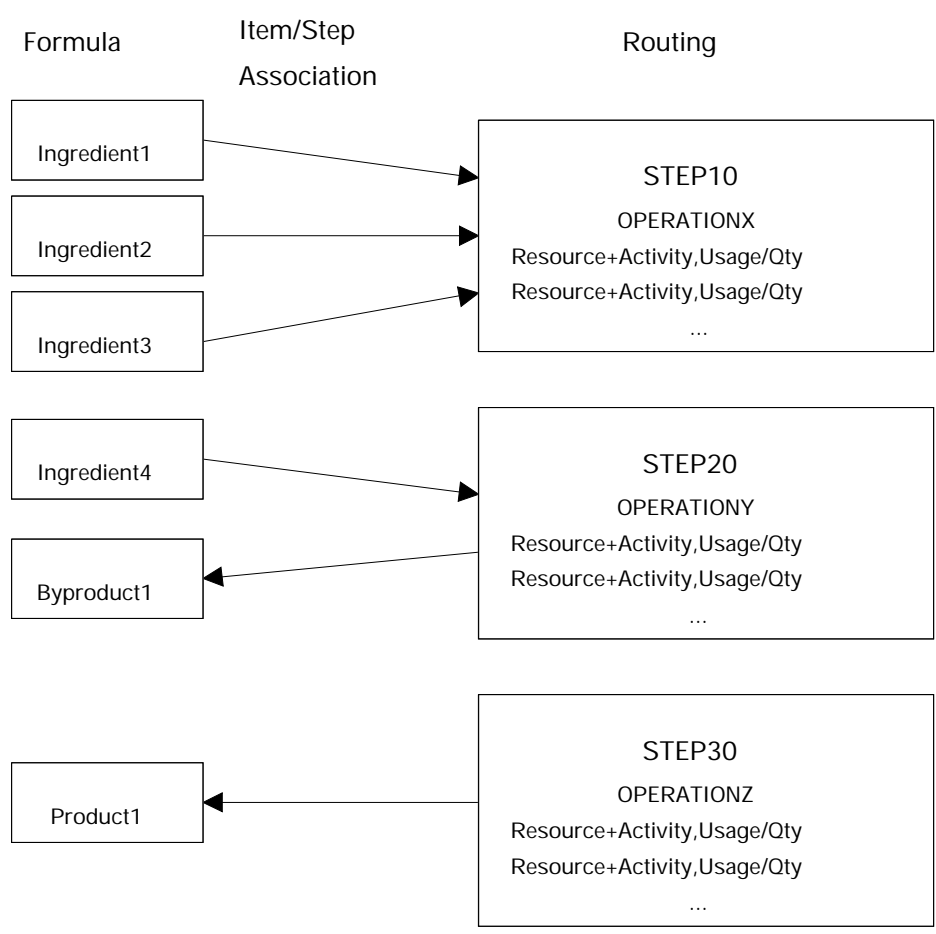 Formula
Item/Step
Association
Routing
Ingredient1
Ingredient2
Ingredient3
STEP10
OPERATIONX
Resource+Activity,Usage/Qty
Resource+Activity,Usage/Qty
...
Ingredient4
Byproduct1
STEP20
OPERATIONY
Resource+Activity,Usage/Qty
Resource+Activity,Usage/Qty
...
Product1
STEP30
OPERATIONZ
Resource+Activity,Usage/Qty
Resource+Activity,Usage/Qty
...